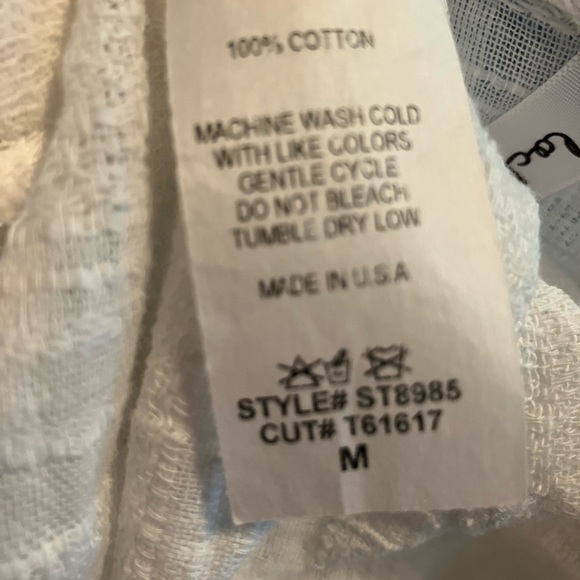 100% COTTON
MACHINE WASH COLD
WITH LIKE COLORS
GENTLE CYCLE
DO NOT BLEACH
TUMBLE DRY LOW
MADE IN U.S.A
STYLE# ST8985
CUT# T61617
M